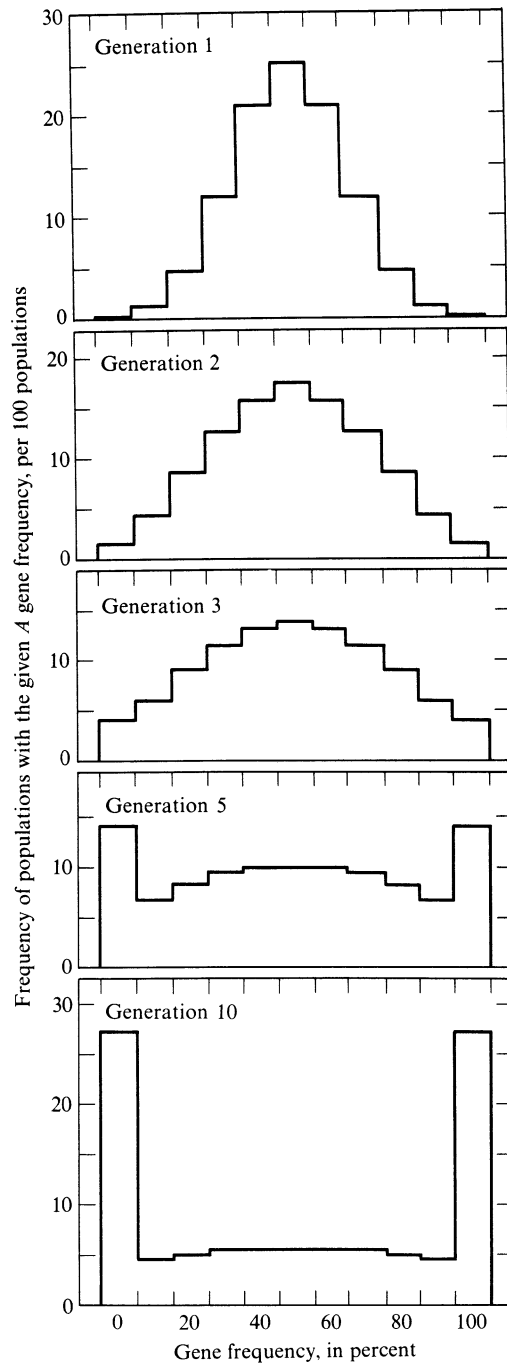 Frequency of populations with the given A gene frequency, per 100 populations
Generation 1
30
20
10
0
Generation 2
20
10
0
Generation 3
10
0
Generation 5
10
0
Generation 10
30
20
10
0
0 20 40 60 80 100
Gene frequency, in percent